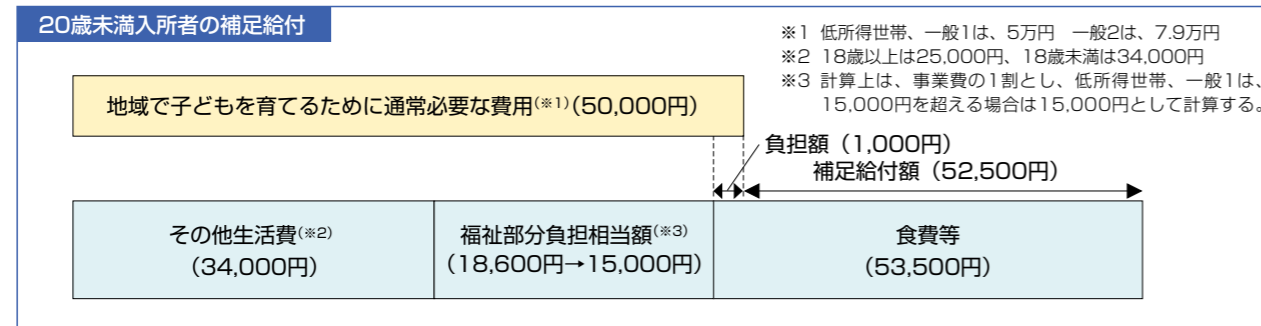 20歳未満入所者の補足給付
※1 低所得世帯、一般1は、5万円 一般2は、7.9万円
※2 18歳以上は25,000円、18歳未満は34,000円
※3 計算上は、事業費の1割とし、低所得世帯、一般1は、
15,000円を超える場合は15,000円として計算する。
地域で子どもを育てるために通常必要な費用(※1)(50,000円)
負担額（1,000円）
補足給付額（52,500円）
その他生活費(※2)
（34,000円）
福祉部分負担相当額(※3)
（18,600円→15,000円）
食費等
（53,500円）